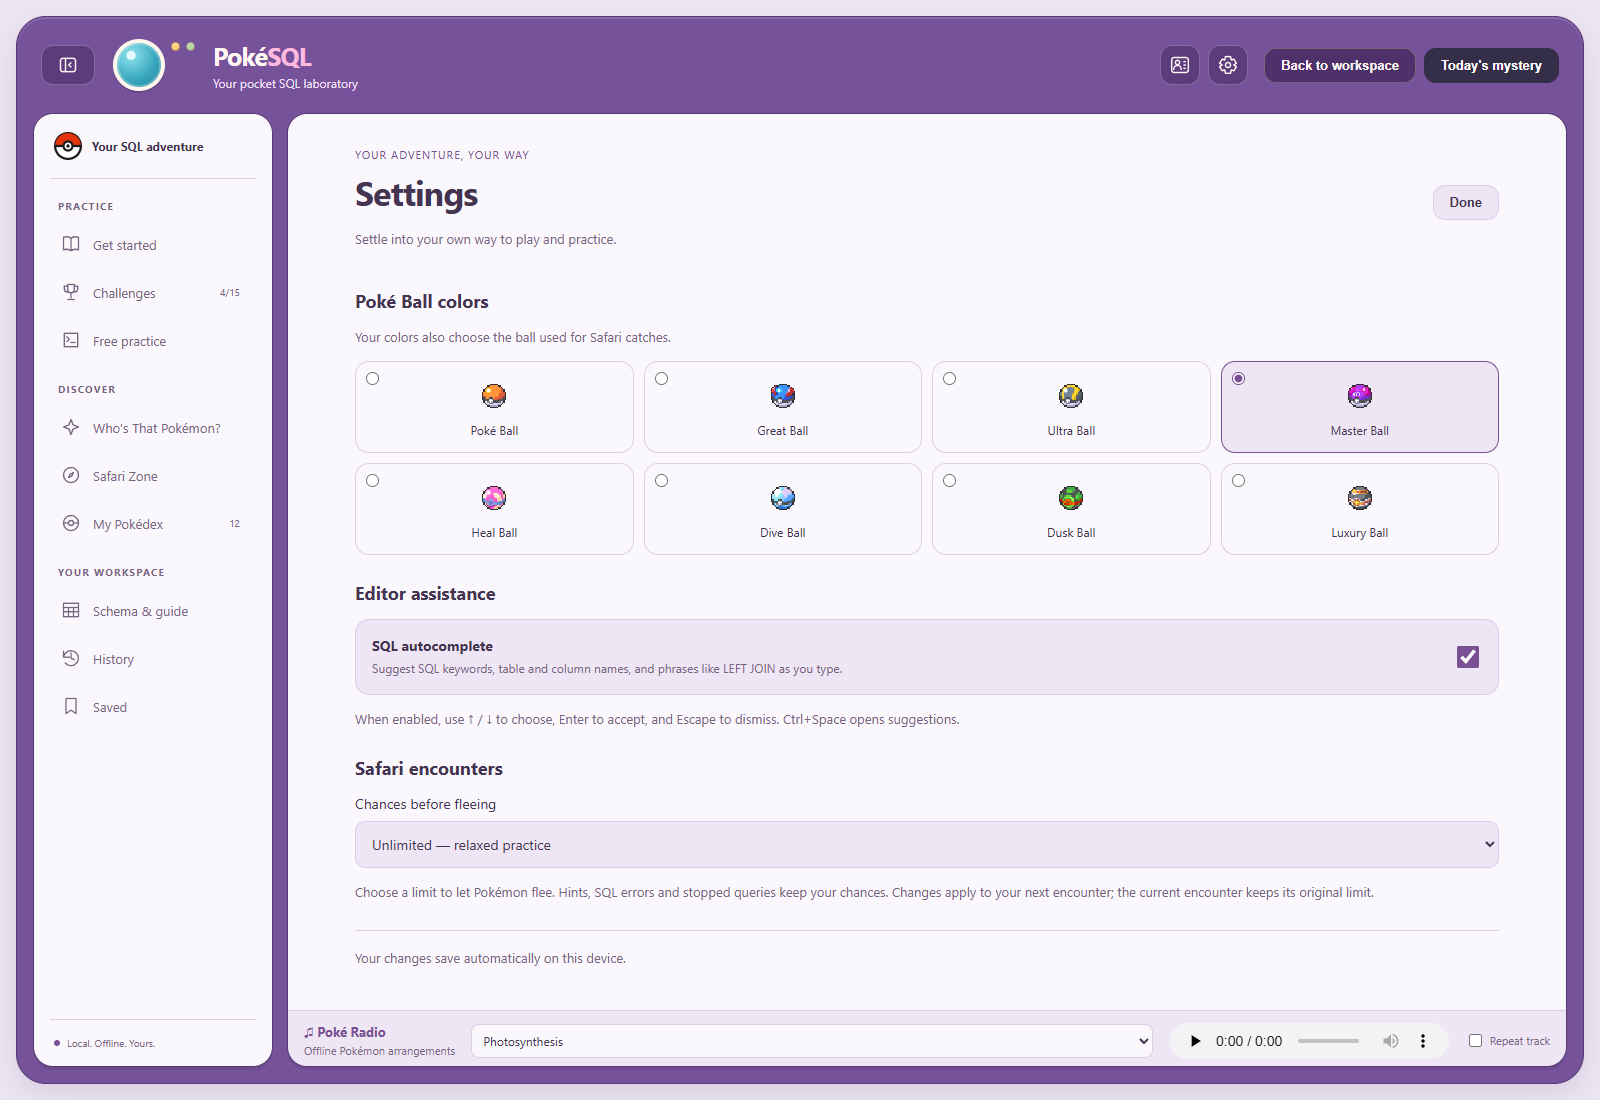 PokéSQL
Your pocket SQL laboratory
Back to workspace
Today's mystery
Your SQL adventure
PRACTICE
Get started
Challenges 4/15
Free practice
DISCOVER
Who's That Pokémon?
Safari Zone
My Pokédex 12
YOUR WORKSPACE
Schema & guide
History
Saved
Local. Offline. Yours.
YOUR ADVENTURE, YOUR WAY
Settings
Done
Settle into your own way to play and practice.
Poké Ball colors
Your colors also choose the ball used for Safari catches.
Poké Ball
Great Ball
Ultra Ball
Master Ball
Heal Ball
Dive Ball
Dusk Ball
Luxury Ball
Editor assistance
SQL autocomplete
Suggest SQL keywords, table and column names, and phrases like LEFT JOIN as you type.
When enabled, use ↑ / ↓ to choose, Enter to accept, and Escape to dismiss. Ctrl+Space opens suggestions.
Safari encounters
Chances before fleeing
Unlimited — relaxed practice
Choose a limit to let Pokémon flee. Hints, SQL errors and stopped queries keep your chances. Changes apply to your next encounter; the current encounter keeps its original limit.
Your changes save automatically on this device.
♫ Poké Radio
Offline Pokémon arrangements
Photosynthesis
0:00 / 0:00
Repeat track